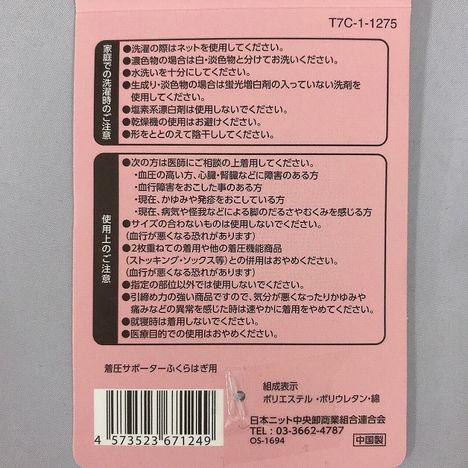 T7C-1-1275
家庭での洗濯時のご注意
●洗濯の際はネットを使用してください。
●濃色物の場合は白・淡色物と分けてお洗いください。
●水洗いを十分にしてください。
●生成り・淡色物の場合は蛍光増白剤の入っていない洗剤を
使用してください。
●塩素系漂白剤は使用しないでください。
●乾燥機の使用はお避けください。
●形をととのえて陰干ししてください。
使用上のご注意
●次の方は医師にご相談の上着用してください。
・血圧の高い方、心臓・腎臓などに障害のある方
・血行障害をおこした事のある方
・現在、かゆみや発疹をおこしている方
・現在、病気や怪我などによる脚のだるさやむくみを感じる方
●サイズの合わないものは使用しないでください。
(血行が悪くなる恐れがあります)
●2枚重ねての着用や他の着圧機能商品
(ストッキング・ソックス等)との併用はおやめください。
(血行が悪くなる恐れがあります)
●指定の部位以外では使用しないでください。
●引締め力の強い商品ですので、気分が悪くなったりかゆみや
痛みなどの異常を感じた時は速やかに着用をやめてください。
●就寝時は着用しないでください。
●医療目的での使用はおやめください。
着圧サポーターふくらはぎ用
4 573523 671249
組成表示
ポリエステル・ポリウレタン・綿
日本ニット中央卸商業組合連合会
TEL:03-3662-4787
OS-1694
中国製